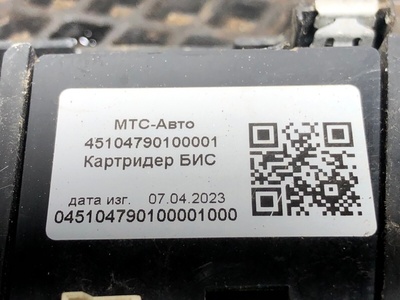 МТС-Авто
45104790100001
Картридер БИС
дата изг. 07.04.2023
045104790100001000